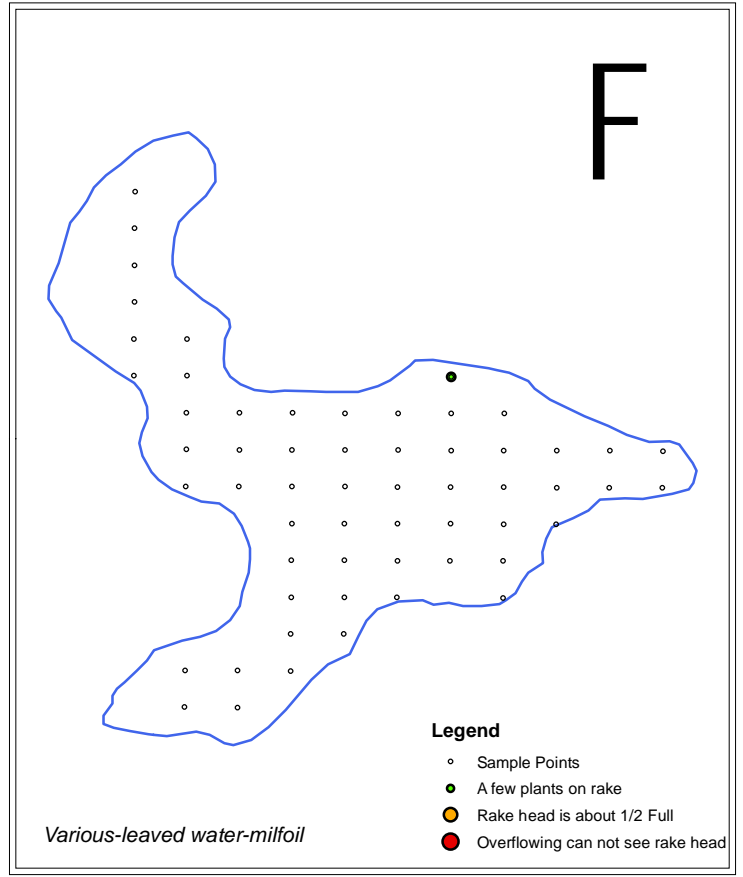 F
Legend
Sample Points
A few plants on rake
Rake head is about 1/2 Full
Overflowing can not see rake head
Various-leaved water-milfoil